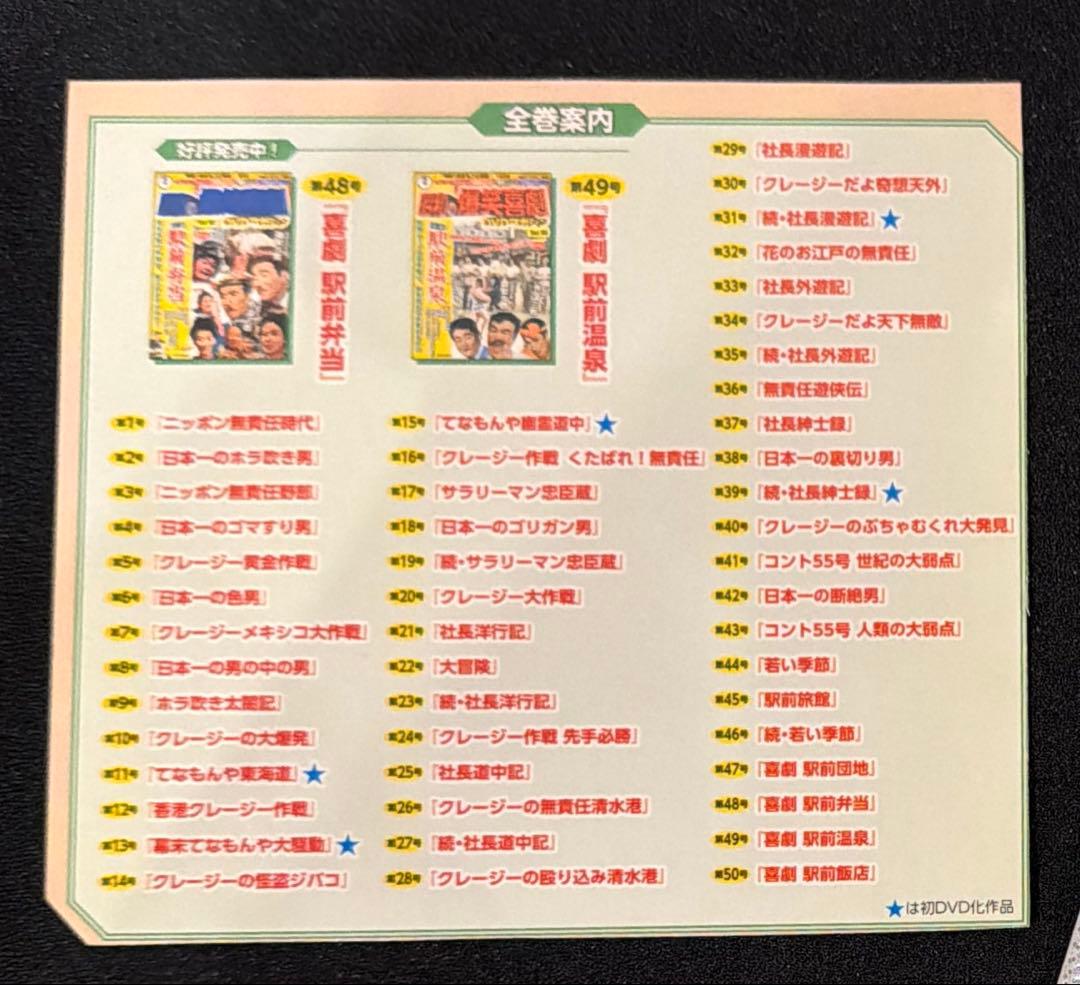 全巻案内
好評発売中!
第48号
『喜劇 駅前弁当』
駅前弁当
第49号
『喜劇 駅前温泉』
爆笑喜劇
駅前温泉
第1号 『ニッポン無責任時代』
第2号 『日本一のホラ吹き男』
第3号 『ニッポン無責任野郎』
第4号 『日本一のゴマすり男』
第5号 『クレージー黄金作戦』
第6号 『日本一の色男』
第7号 『クレージーメキシコ大作戦』
第8号 『日本一の男の中の男』
第9号 『ホラ吹き太閤記』
第10号 『クレージーの大爆発』
第11号 『てなもんや東海道』★
第12号 『香港クレージー作戦』
第13号 『幕末てなもんや大騒動』★
第14号 『クレージーの怪盗ジバコ』
第15号 『てなもんや幽霊道中』★
第16号 『クレージー作戦 くたばれ!無責任』
第17号 『サラリーマン忠臣蔵』
第18号 『日本一のゴリガン男』
第19号 『続・サラリーマン忠臣蔵』
第20号 『クレージー大作戦』
第21号 『社長洋行記』
第22号 『大冒険』
第23号 『続・社長洋行記』
第24号 『クレージー作戦 先手必勝』
第25号 『社長道中記』
第26号 『クレージーの無責任清水港』
第27号 『続・社長道中記』
第28号 『クレージーの殴り込み清水港』
第29号 『社長漫遊記』
第30号 『クレージーだよ奇想天外』
第31号 『続・社長漫遊記』★
第32号 『花のお江戸の無責任』
第33号 『社長外遊記』
第34号 『クレージーだよ天下無敵』
第35号 『続・社長外遊記』
第36号 『無責任遊侠伝』
第37号 『社長紳士録』
第38号 『日本一の裏切り男』
第39号 『続・社長紳士録』★
第40号 『クレージーのぶちゃむくれ大発見』
第41号 『コント55号 世紀の大弱点』
第42号 『日本一の断絶男』
第43号 『コント55号 人類の大弱点』
第44号 『若い季節』
第45号 『駅前旅館』
第46号 『続・若い季節』
第47号 『喜劇 駅前団地』
第48号 『喜劇 駅前弁当』
第49号 『喜劇 駅前温泉』
第50号 『喜劇 駅前飯店』
★は初DVD化作品